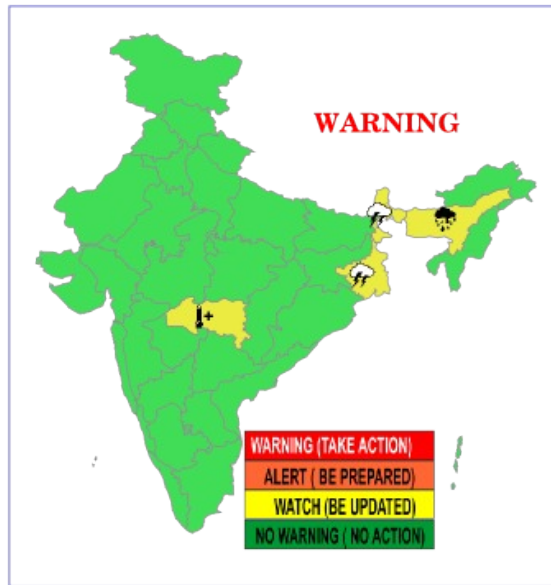 WARNING
WARNING (TAKE ACTION)
ALERT ( BE PREPARED)
WATCH (BE UPDATED)
NO WARNING ( NO ACTION)